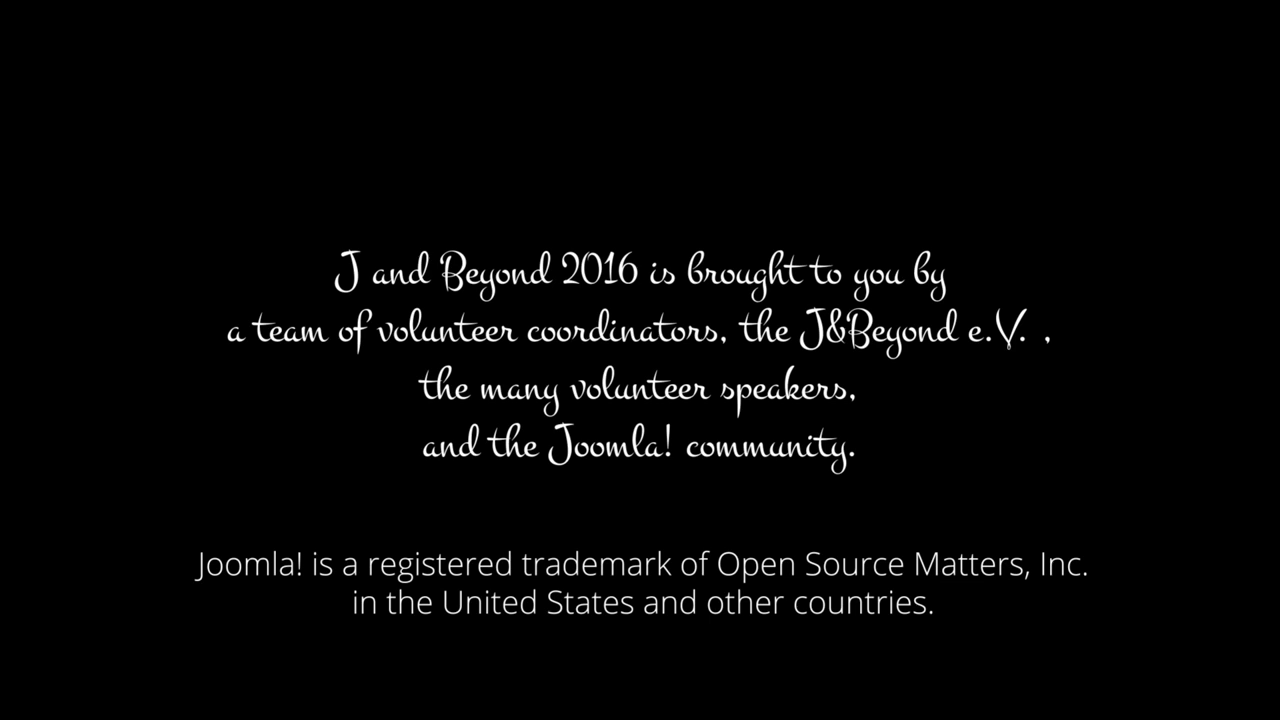 J and Beyond 2016 is brought to you by
a team of volunteer coordinators, the J&Beyond e.V. ,
the many volunteer speakers,
and the Joomla! community.
Joomla! is a registered trademark of Open Source Matters, Inc.
in the United States and other countries.